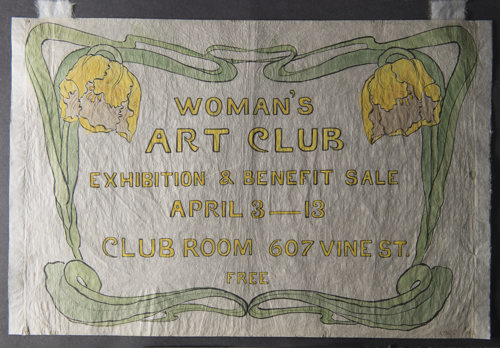 WOMAN'S
ART CLUB
EXHIBITION & BENEFIT SALE
APRIL 3 — 13
CLUB ROOM 607 VINE ST.
FREE